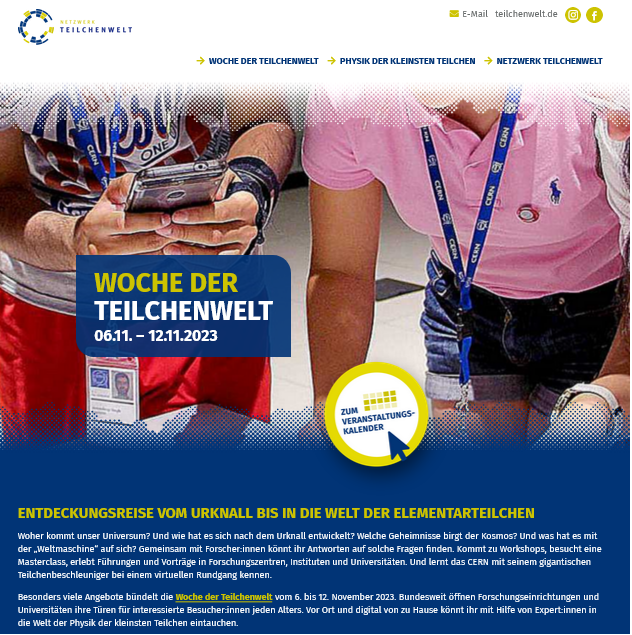 NETZWERK
TEILCHENWELT
E-Mail teilchenwelt.de
WOCHE DER TEILCHENWELT PHYSIK DER KLEINSTEN TEILCHEN NETZWERK TEILCHENWELT
CERN
CERN
CERN
CERN
CERN
ONE
WOCHE DER
TEILCHENWELT
06.11. – 12.11.2023
ZUM
VERANSTALTUNGS-
KALENDER
ENTDECKUNGSREISE VOM URKNALL BIS IN DIE WELT DER ELEMENTARTEILCHEN
Woher kommt unser Universum? Und wie hat es sich nach dem Urknall entwickelt? Welche Geheimnisse birgt der Kosmos? Und was hat es mit
der „Weltmaschine“ auf sich? Gemeinsam mit Forscher:innen könnt ihr Antworten auf solche Fragen finden. Kommt zu Workshops, besucht eine
Masterclass, erlebt Führungen und Vorträge in Forschungszentren, Instituten und Universitäten. Und lernt das CERN mit seinem gigantischen
Teilchenbeschleuniger bei einem virtuellen Rundgang kennen.
Besonders viele Angebote bündelt die Woche der Teilchenwelt vom 6. bis 12. November 2023. Bundesweit öffnen Forschungseinrichtungen und
Universitäten ihre Türen für interessierte Besucher:innen jeden Alters. Vor Ort und digital von zu Hause könnt ihr mit Hilfe von Expert:innen in
die Welt der Physik der kleinsten Teilchen eintauchen.